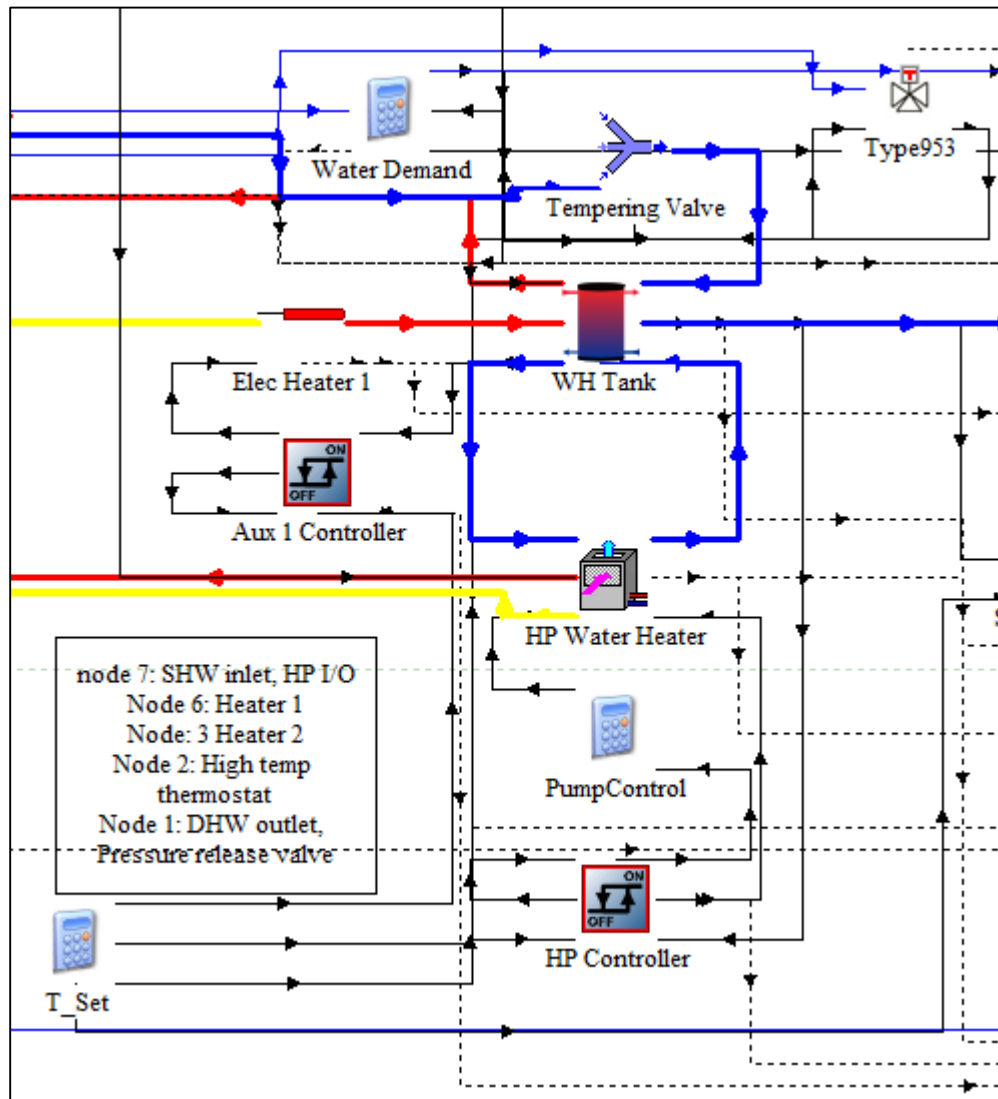 Water Demand
Type953
Tempering Valve
Elec Heater 1
WH Tank
ON
OFF
Aux 1 Controller
HP Water Heater
S
node 7: SHW inlet, HP I/O
Node 6: Heater 1
Node: 3 Heater 2
Node 2: High temp
thermostat
Node 1: DHW outlet,
Pressure release valve
PumpControl
ON
OFF
HP Controller
T_Set